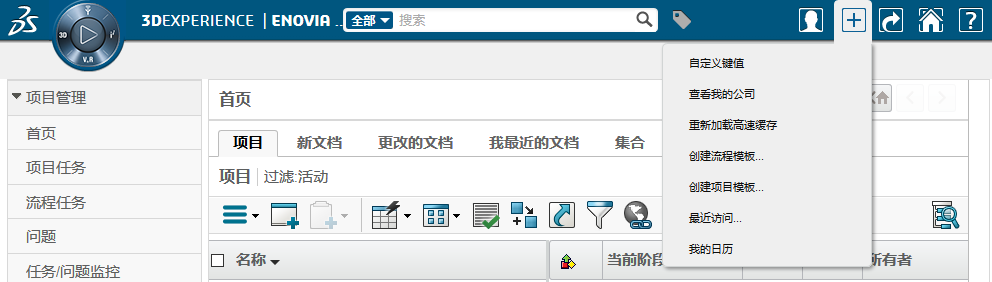 3DEXPERIENCE | ENOVIA ..
全部 搜索
3D V.R
自定义键值
查看我的公司
重新加载高速缓存
创建流程模板...
创建项目模板...
最近访问...
我的日历
项目管理
首页
项目任务
流程任务
问题
任务/问题监控
首页
项目 新文档 更改的文档 我最近的文档 集合
项目 过滤:活动
名称 当前阶段 所有者